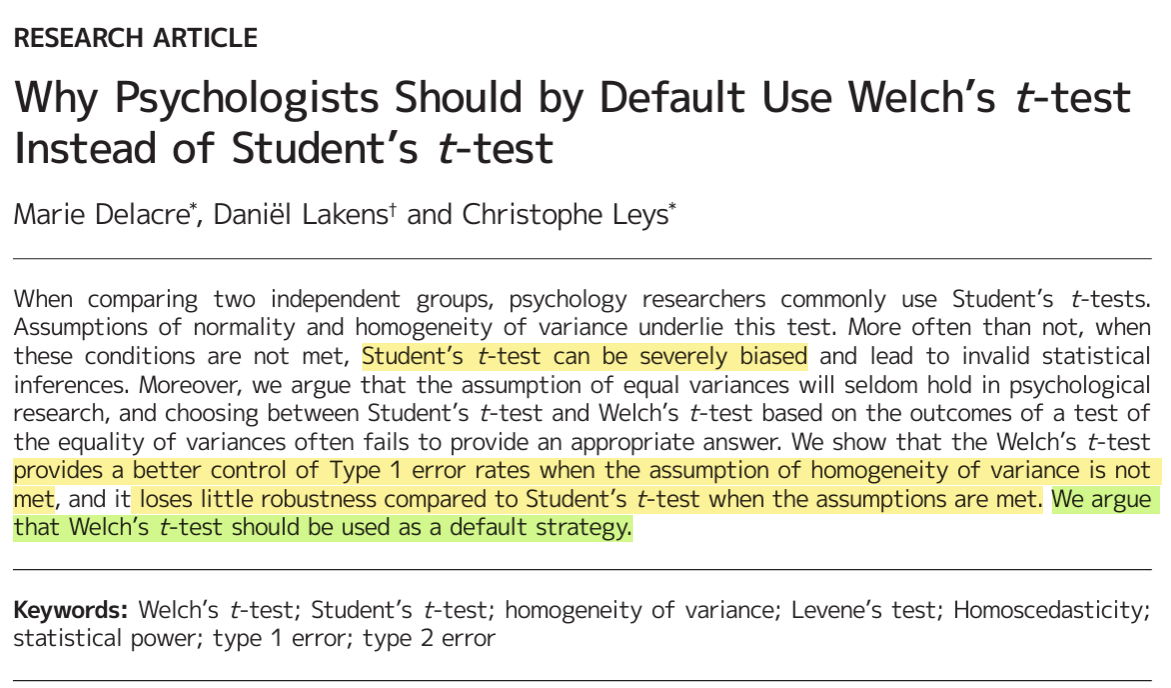 RESEARCH ARTICLE
Why Psychologists Should by Default Use Welch’s t-test
Instead of Student’s t-test
Marie Delacre*, Daniël Lakens† and Christophe Leys*
When comparing two independent groups, psychology researchers commonly use Student’s t-tests.
Assumptions of normality and homogeneity of variance underlie this test. More often than not, when
these conditions are not met, Student’s t-test can be severely biased and lead to invalid statistical
inferences. Moreover, we argue that the assumption of equal variances will seldom hold in psychological
research, and choosing between Student’s t-test and Welch’s t-test based on the outcomes of a test of
the equality of variances often fails to provide an appropriate answer. We show that the Welch’s t-test
provides a better control of Type 1 error rates when the assumption of homogeneity of variance is not
met, and it loses little robustness compared to Student’s t-test when the assumptions are met. We argue
that Welch’s t-test should be used as a default strategy.
Keywords: Welch’s t-test; Student’s t-test; homogeneity of variance; Levene’s test; Homoscedasticity;
statistical power; type 1 error; type 2 error